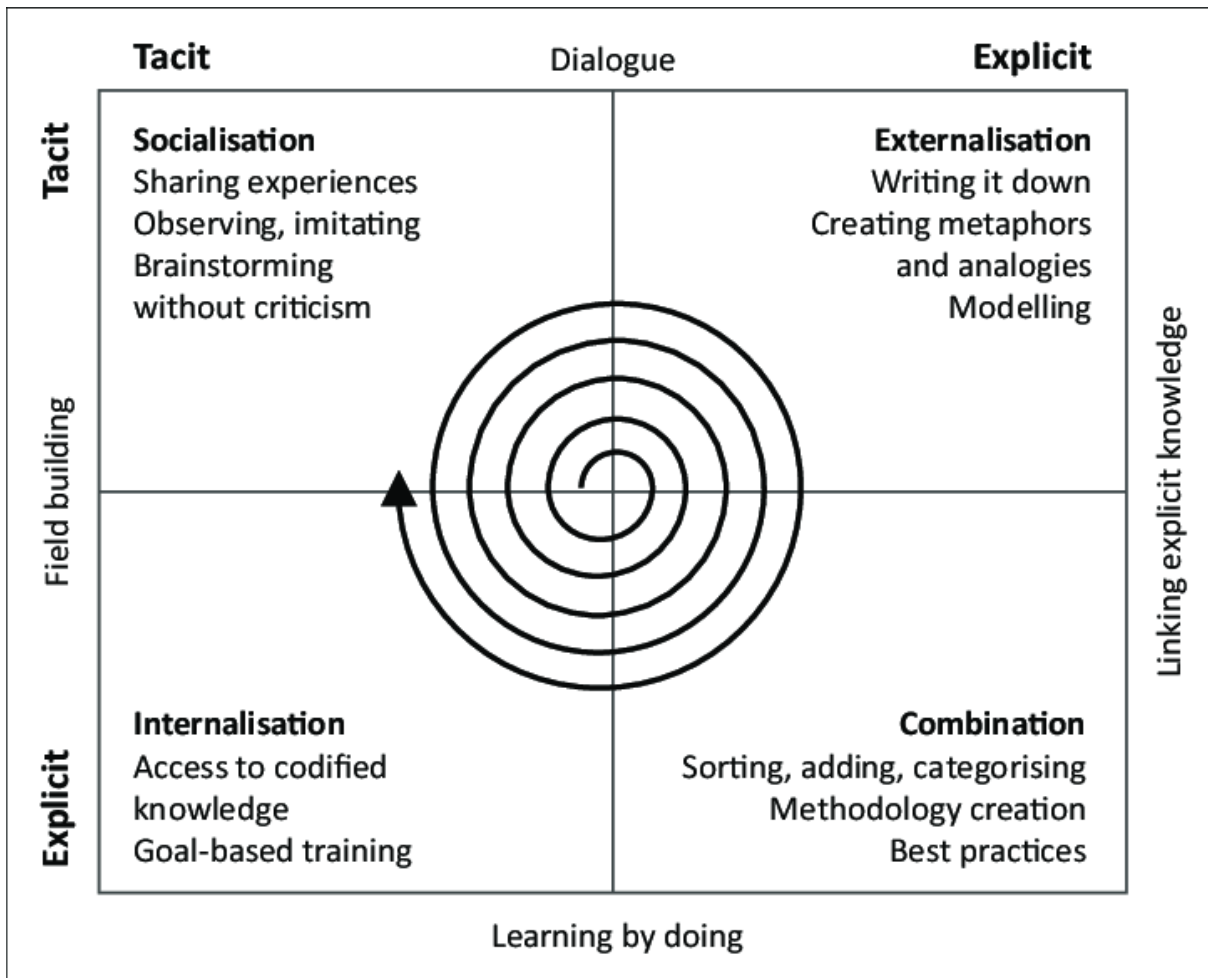 Tacit
Dialogue
Explicit
Tacit
Socialisation
Sharing experiences
Observing, imitating
Brainstorming
without criticism
Externalisation
Writing it down
Creating metaphors
and analogies
Modelling
Field building
Linking explicit knowledge
Explicit
Internalisation
Access to codified
knowledge
Goal-based training
Combination
Sorting, adding, categorising
Methodology creation
Best practices
Learning by doing